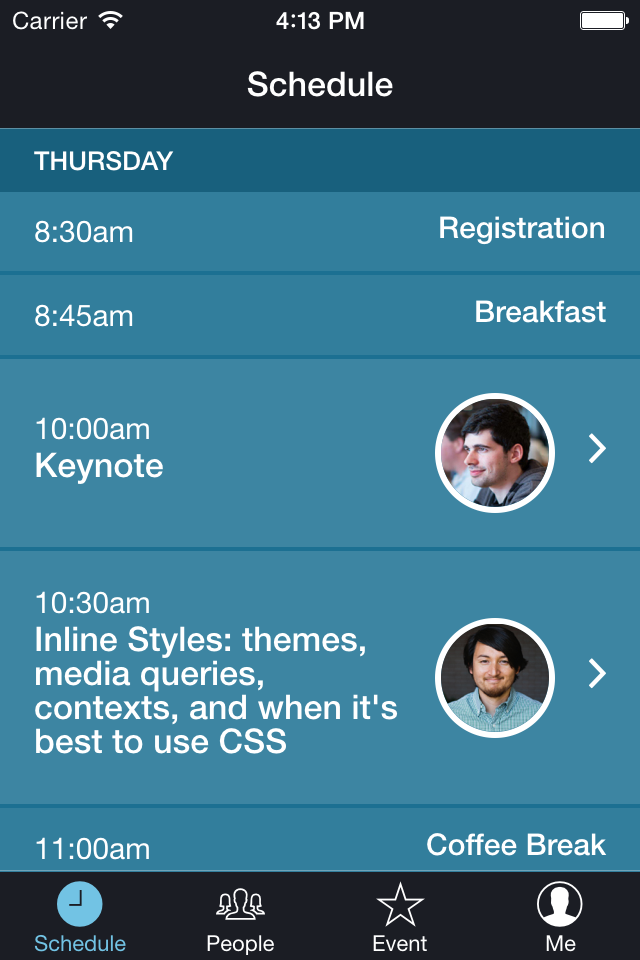 Carrier 4:13 PM
Schedule
THURSDAY
8:30am Registration
8:45am Breakfast
10:00am
Keynote
10:30am
Inline Styles: themes,
media queries,
contexts, and when it's
best to use CSS
11:00am Coffee Break
Schedule People Event Me